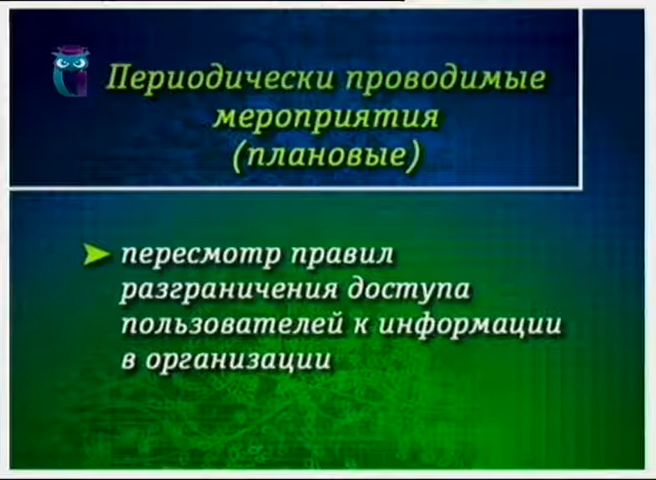 Периодически проводимые
мероприятия
(плановые)
пересмотр правил
разграничения доступа
пользователей к информации
в организации